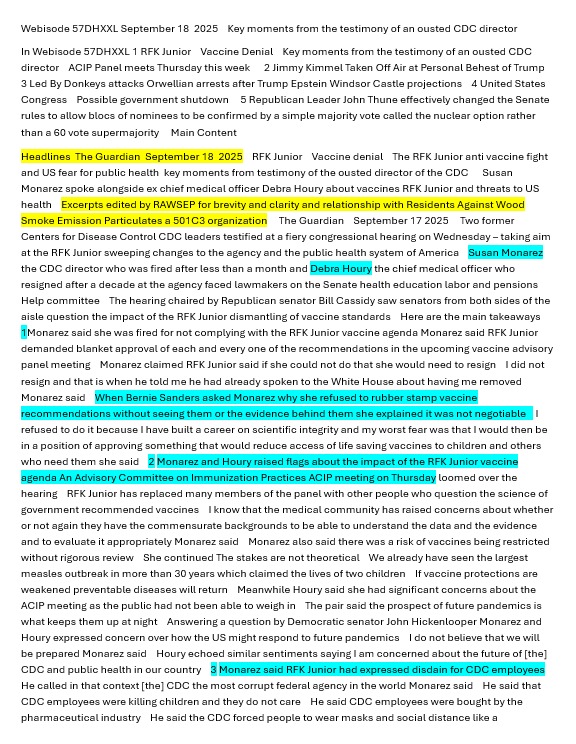 Webisode 57DHXXL September 18 2025 Key moments from the testimony of an ousted CDC director
In Webisode 57DHXXL 1 RFK Junior Vaccine Denial Key moments from the testimony of an ousted CDC
director ACIP Panel meets Thursday this week 2 Jimmy Kimmel Taken Off Air at Personal Behest of Trump
3 Led By Donkeys attacks Orwellian arrests after Trump Epstein Windsor Castle projections 4 United States
Congress Possible government shutdown 5 Republican Leader John Thune effectively changed the Senate
rules to allow blocs of nominees to be confirmed by a simple majority vote called the nuclear option rather
than a 60 vote supermajority Main Content
Headlines The Guardian September 18 2025 RFK Junior Vaccine denial The RFK Junior anti vaccine fight
and US fear for public health key moments from testimony of the ousted director of the CDC Susan
Monarez spoke alongside ex chief medical officer Debra Houry about vaccines RFK Junior and threats to US
health Excerpts edited by RAWSEP for brevity and clarity and relationship with Residents Against Wood
Smoke Emission Particulates a 501C3 organization The Guardian September 17 2025 Two former
Centers for Disease Control CDC leaders testified at a fiery congressional hearing on Wednesday – taking aim
at the RFK Junior sweeping changes to the agency and the public health system of America Susan Monarez
the CDC director who was fired after less than a month and Debra Houry the chief medical officer who
resigned after a decade at the agency faced lawmakers on the Senate health education labor and pensions
Help committee The hearing chaired by Republican senator Bill Cassidy saw senators from both sides of the
aisle question the impact of the RFK Junior dismantling of vaccine standards Here are the main takeaways
1Monarez said she was fired for not complying with the RFK Junior vaccine agenda Monarez said RFK Junior
demanded blanket approval of each and every one of the recommendations in the upcoming vaccine advisory
panel meeting Monarez claimed RFK Junior said if she could not do that she would need to resign I did not
resign and that is when he told me he had already spoken to the White House about having me removed
Monarez said When Bernie Sanders asked Monarez why she refused to rubber stamp vaccine
recommendations without seeing them or the evidence behind them she explained it was not negotiable I
refused to do it because I have built a career on scientific integrity and my worst fear was that I would then be
in a position of approving something that would reduce access of life saving vaccines to children and others
who need them she said 2 Monarez and Houry raised flags about the impact of the RFK Junior vaccine
agenda An Advisory Committee on Immunization Practices ACIP meeting on Thursday loomed over the
hearing RFK Junior has replaced many members of the panel with other people who question the science of
government recommended vaccines I know that the medical community has raised concerns about whether
or not again they have the commensurate backgrounds to be able to understand the data and the evidence
and to evaluate it appropriately Monarez said Monarez also said there was a risk of vaccines being restricted
without rigorous review She continued The stakes are not theoretical We already have seen the largest
measles outbreak in more than 30 years which claimed the lives of two children If vaccine protections are
weakened preventable diseases will return Meanwhile Houry said she had significant concerns about the
ACIP meeting as the public had not been able to weigh in The pair said the prospect of future pandemics is
what keeps them up at night Answering a question by Democratic senator John Hickenlooper Monarez and
Houry expressed concern over how the US might respond to future pandemics I do not believe that we will
be prepared Monarez said Houry echoed similar sentiments saying I am concerned about the future of [the]
CDC and public health in our country 3 Monarez said RFK Junior had expressed disdain for CDC employees
He called in that context [the] CDC the most corrupt federal agency in the world Monarez said He said that
CDC employees were killing children and they do not care He said CDC employees were bought by the
pharmaceutical industry He said the CDC forced people to wear masks and social distance like a